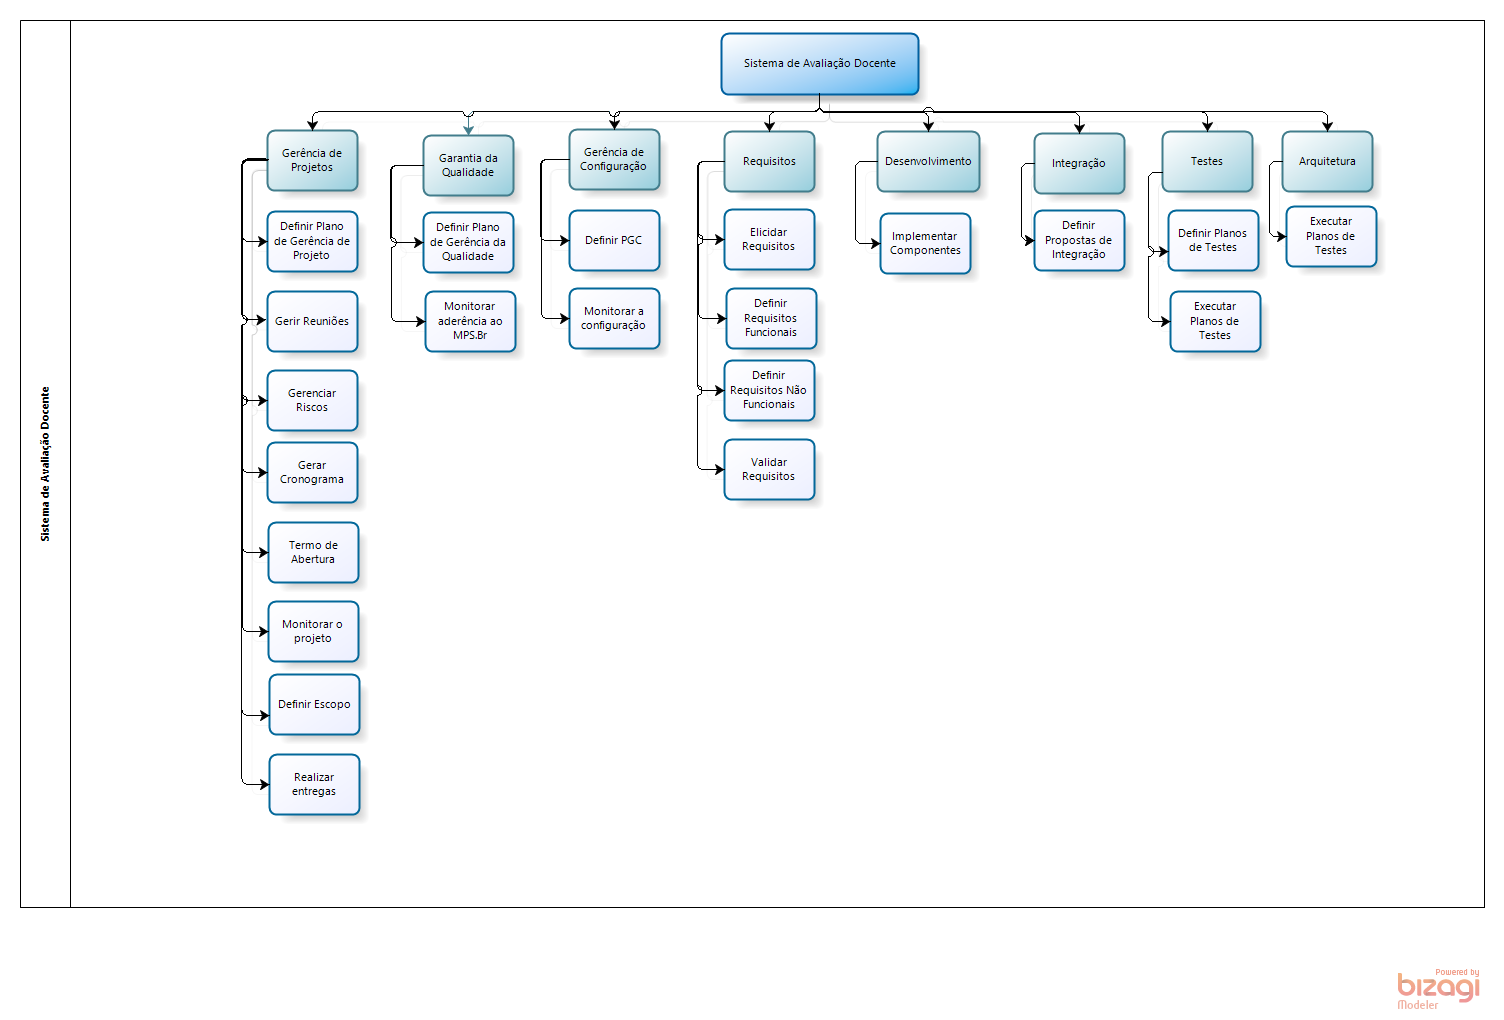 Sistema de Avaliação Docente
Sistema de Avaliação Docente
Gerência de
Projetos
Definir Plano
de Gerência de
Projeto
Gerir Reuniões
Gerenciar
Riscos
Gerar
Cronograma
Termo de
Abertura
Monitorar o
projeto
Definir Escopo
Realizar
entregas
Garantia da
Qualidade
Definir Plano
de Gerência da
Qualidade
Monitorar
aderência ao
MPS.Br
Gerência de
Configuração
Definir PGC
Monitorar a
configuração
Requisitos
Elicidar
Requisitos
Definir
Requisitos
Funcionais
Definir
Requisitos Não
Funcionais
Validar
Requisitos
Desenvolvimento
Implementar
Componentes
Integração
Definir
Propostas de
Integração
Testes
Definir Planos
de Testes
Executar
Planos de
Testes
Arquitetura
Executar
Planos de
Testes
Powered by
bizagi
Modeler